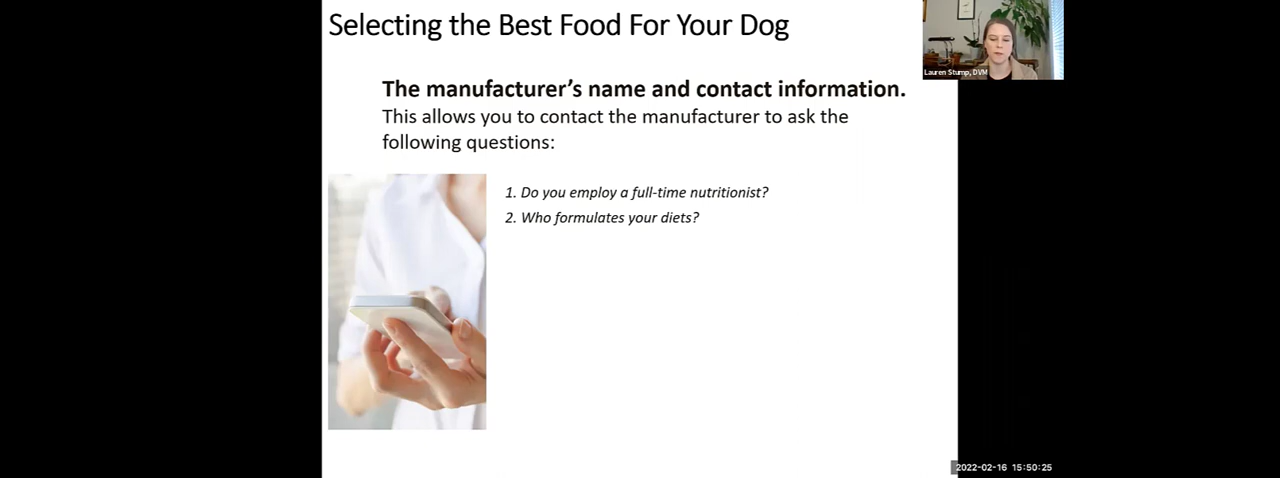 Selecting the Best Food For Your Dog
Lauren Stump, DVM
The manufacturer's name and contact information.
This allows you to contact the manufacturer to ask the
following questions:
1. Do you employ a full-time nutritionist?
2. Who formulates your diets?
2022-02-16 15:50:25